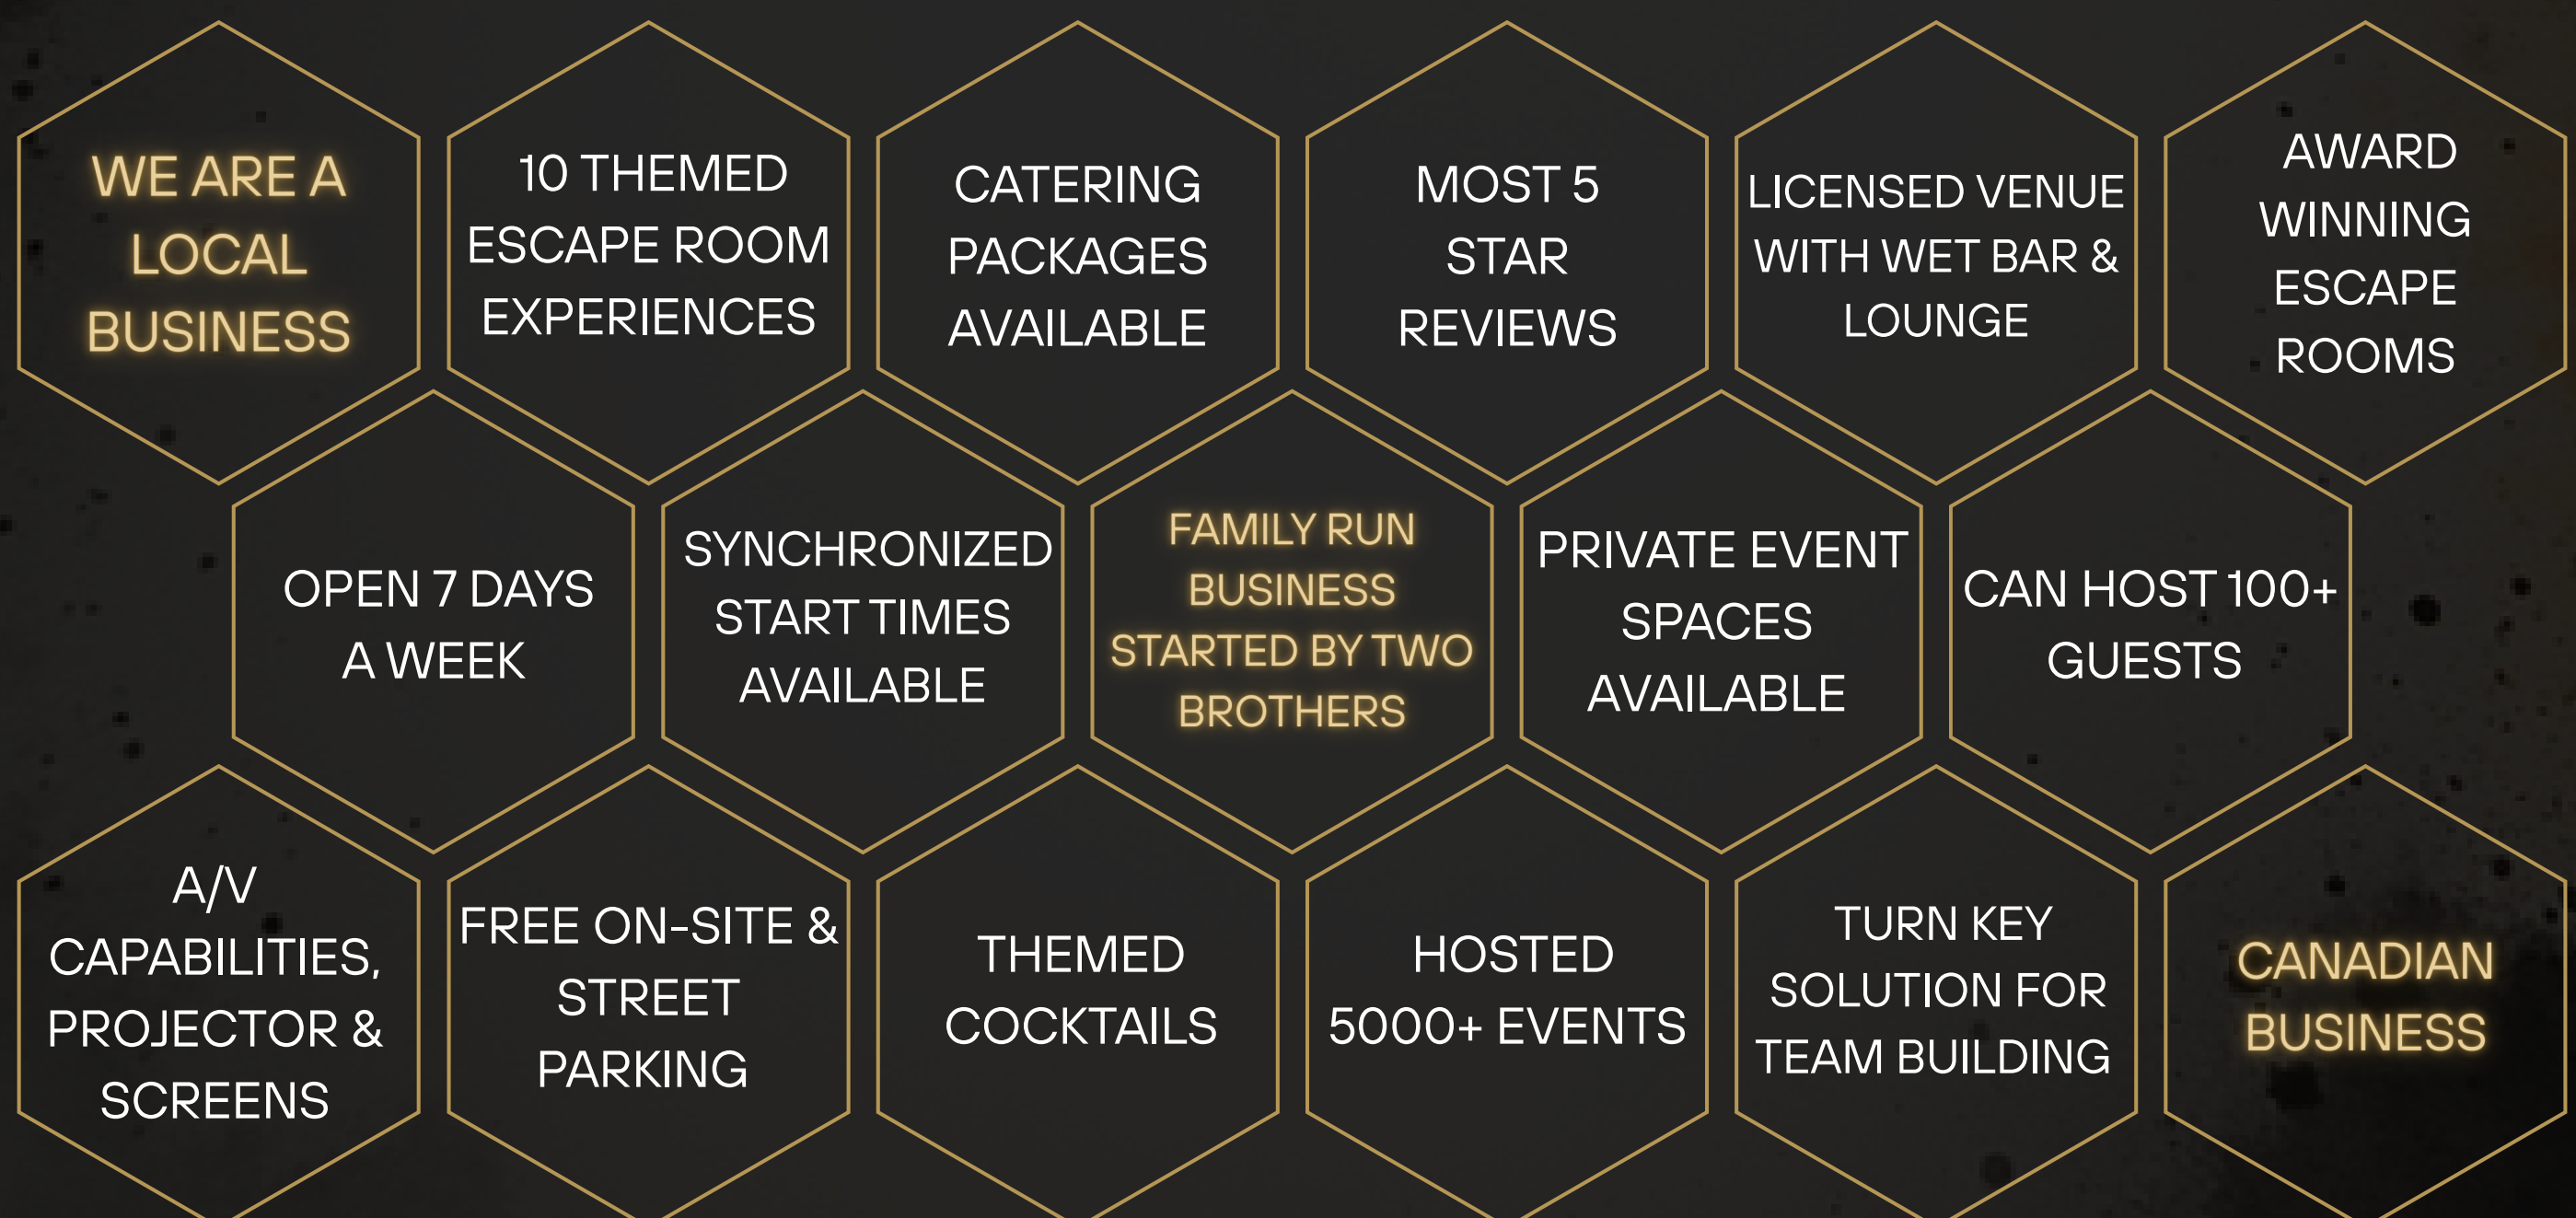 WE ARE A
LOCAL
BUSINESS
10 THEMED
ESCAPE ROOM
EXPERIENCES
CATERING
PACKAGES
AVAILABLE
MOST 5
STAR
REVIEWS
LICENSED VENUE
WITH WET BAR &
LOUNGE
AWARD
WINNING
ESCAPE
ROOMS
OPEN 7 DAYS
A WEEK
SYNCHRONIZED
START TIMES
AVAILABLE
FAMILY RUN
BUSINESS
STARTED BY TWO
BROTHERS
PRIVATE EVENT
SPACES
AVAILABLE
CAN HOST 100+
GUESTS
A/V
CAPABILITIES,
PROJECTOR &
SCREENS
FREE ON-SITE &
STREET
PARKING
THEMED
COCKTAILS
HOSTED
5000+ EVENTS
TURN KEY
SOLUTION FOR
TEAM BUILDING
CANADIAN
BUSINESS